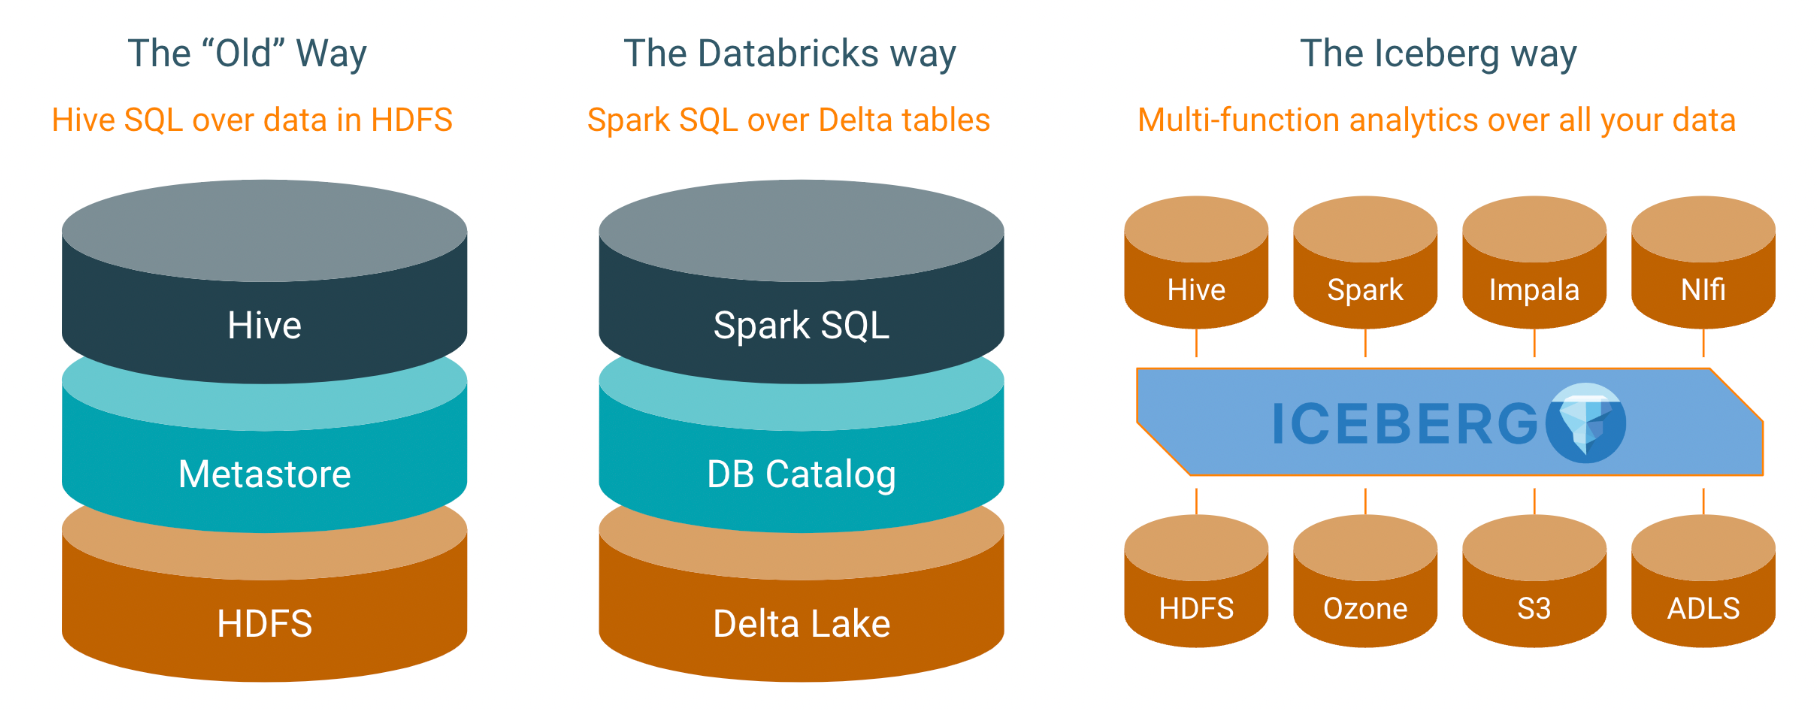 The “Old” Way
Hive SQL over data in HDFS
Hive
Metastore
HDFS
The Databricks way
Spark SQL over Delta tables
Spark SQL
DB Catalog
Delta Lake
The Iceberg way
Multi-function analytics over all your data
Hive
Spark
Impala
NIfi
ICEBERG
HDFS
Ozone
S3
ADLS